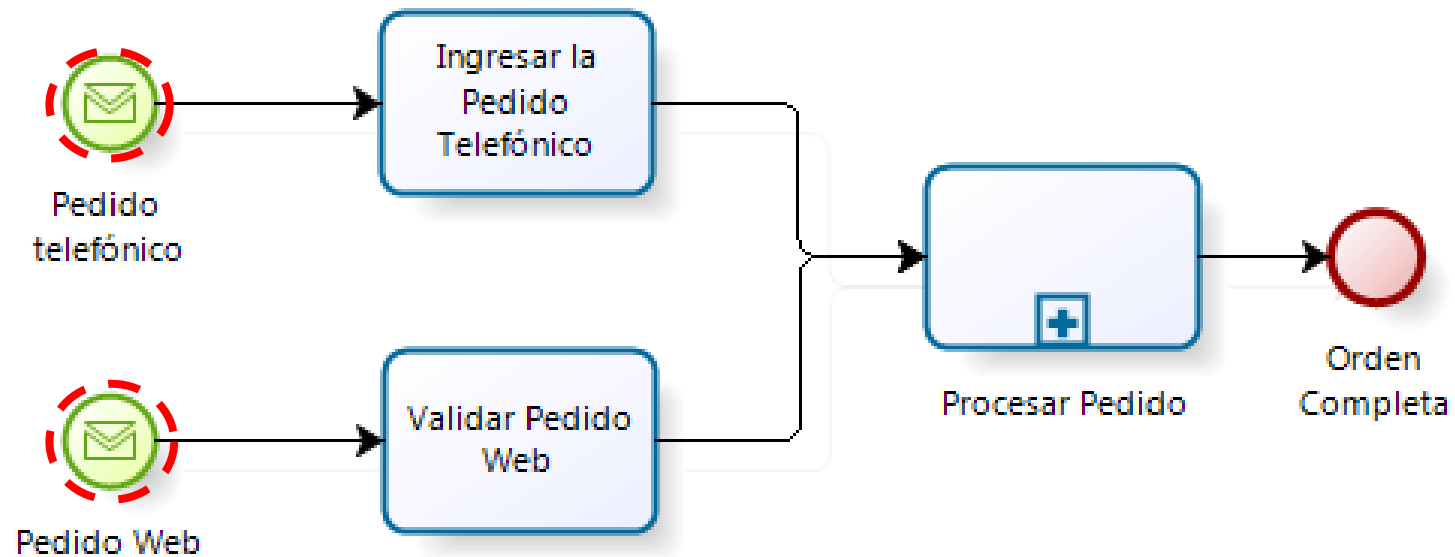 Ingresar la
Pedido
Telefónico
Pedido
telefónico
Procesar Pedido
Orden
Completa
Validar Pedido
Web
Pedido Web